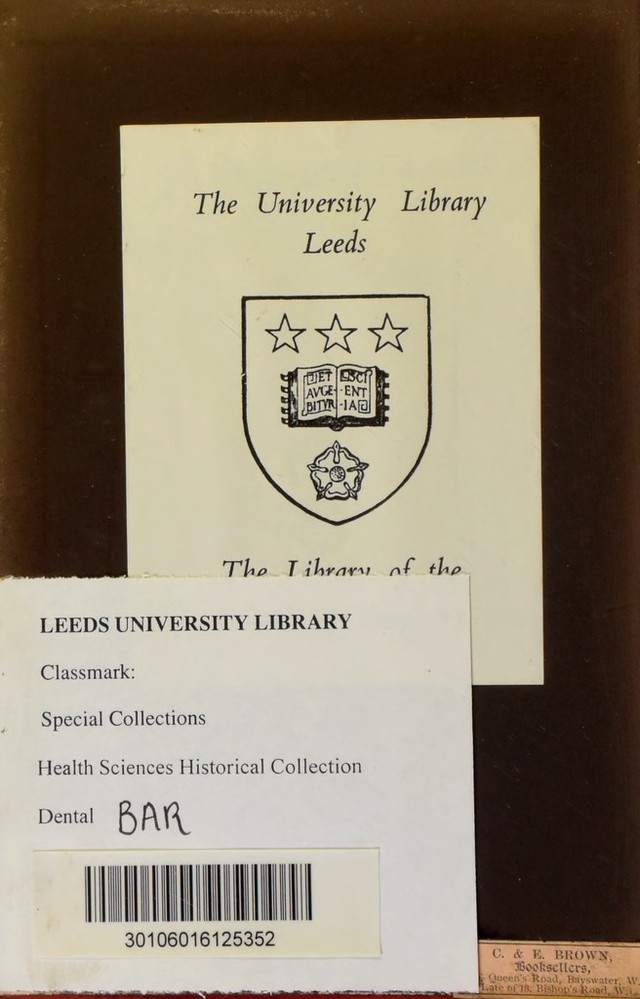 The University Library
Leeds
ET
AVGE-
BITVR
SCI
-ENT
-IA
The Library of the
LEEDS UNIVERSITY LIBRARY
Classmark:
Special Collections
Health Sciences Historical Collection
Dental BAR
30106016125352
C. & E. BROWN,
Booksellers,
Queen's Road, Bayswater, W
Late of 18, Bishop's Road, W.